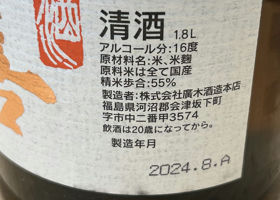 清酒 1.8L
アルコール分:16度
原材料名:米、米麹
原料米は全て国産
精米歩合:55%
製造者:株式会社廣木酒造本店
福島県河沼郡会津坂下町
字市中二番甲3574
飲酒は20歳になってから。
製造年月
2024.8.A